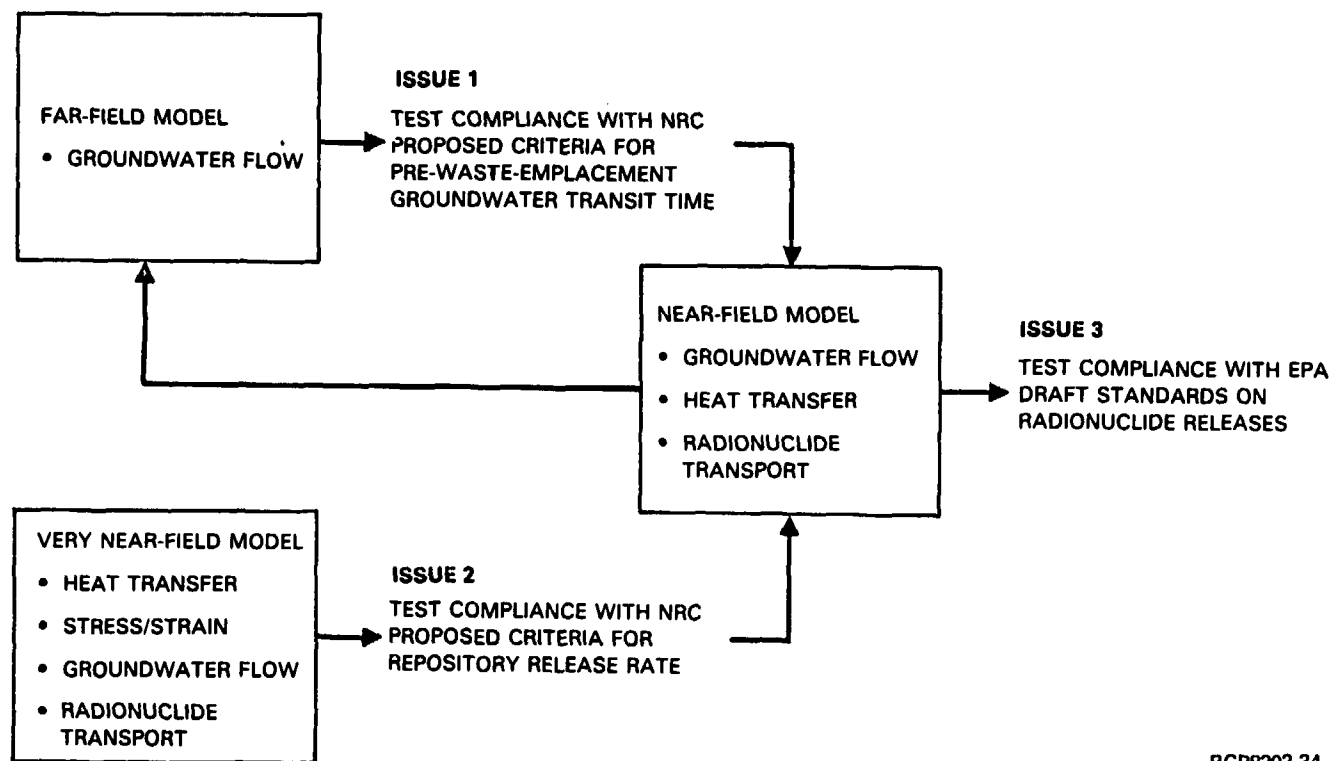 FAR-FIELD MODEL
• GROUNDWATER FLOW
ISSUE 1
TEST COMPLIANCE WITH NRC
PROPOSED CRITERIA FOR
PRE-WASTE-EMPLACEMENT
GROUNDWATER TRANSIT TIME
NEAR-FIELD MODEL
• GROUNDWATER FLOW
• HEAT TRANSFER
• RADIONUCLIDE
TRANSPORT
ISSUE 3
TEST COMPLIANCE WITH EPA
DRAFT STANDARDS ON
RADIONUCLIDE RELEASES
VERY NEAR-FIELD MODEL
• HEAT TRANSFER
• STRESS/STRAIN
• GROUNDWATER FLOW
• RADIONUCLIDE
TRANSPORT
ISSUE 2
TEST COMPLIANCE WITH NRC
PROPOSED CRITERIA FOR
REPOSITORY RELEASE RATE